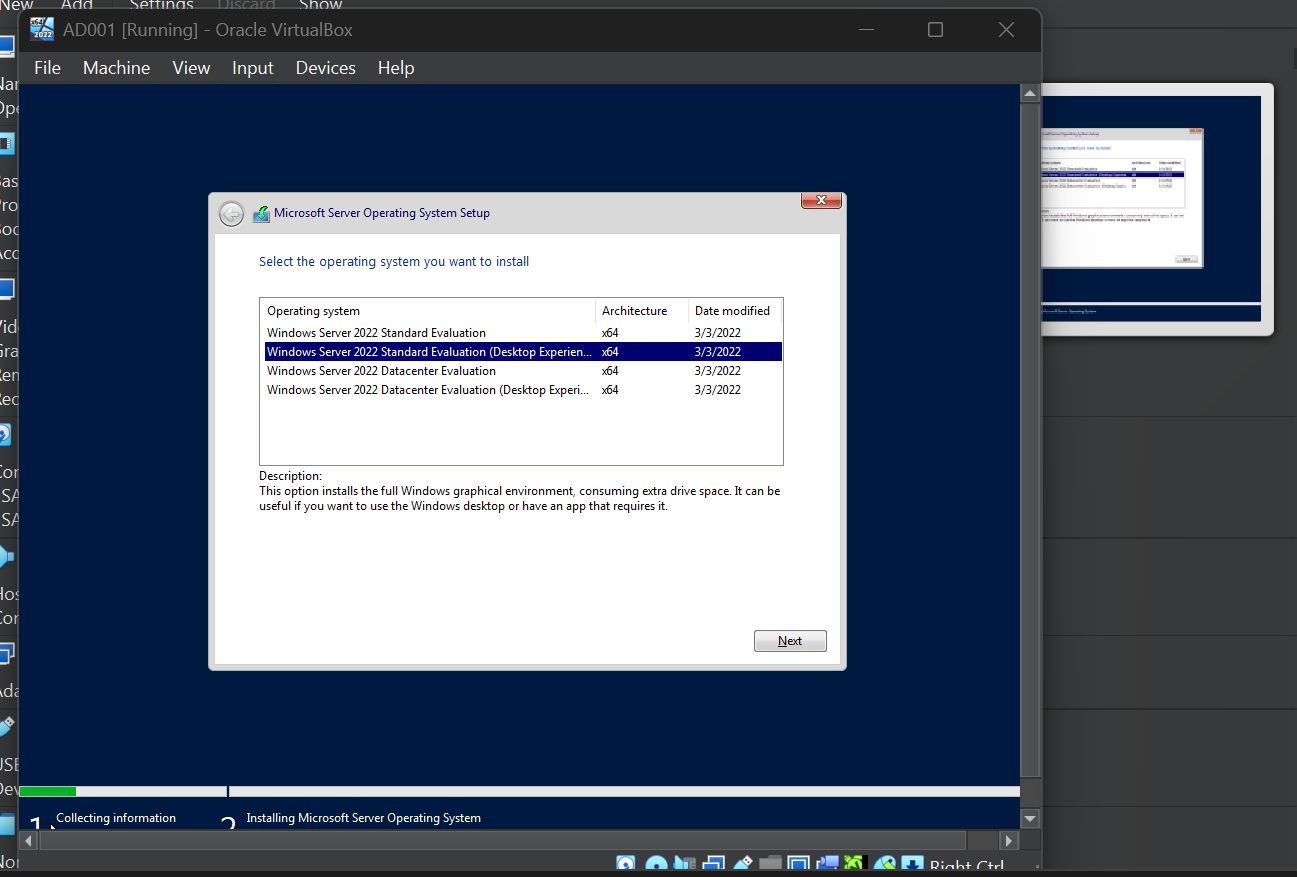 New Add Settings Discard Show
AD001 [Running] - Oracle VirtualBox
File Machine View Input Devices Help
Microsoft Server Operating System Setup
Select the operating system you want to install
Operating system Architecture Date modified
Windows Server 2022 Standard Evaluation x64 3/3/2022
Windows Server 2022 Standard Evaluation (Desktop Experien... x64 3/3/2022
Windows Server 2022 Datacenter Evaluation x64 3/3/2022
Windows Server 2022 Datacenter Evaluation (Desktop Experi... x64 3/3/2022
Description:
This option installs the full Windows graphical environment, consuming extra drive space. It can be
useful if you want to use the Windows desktop or have an app that requires it.
Next
1 Collecting information 2 Installing Microsoft Server Operating System
Right Ctrl